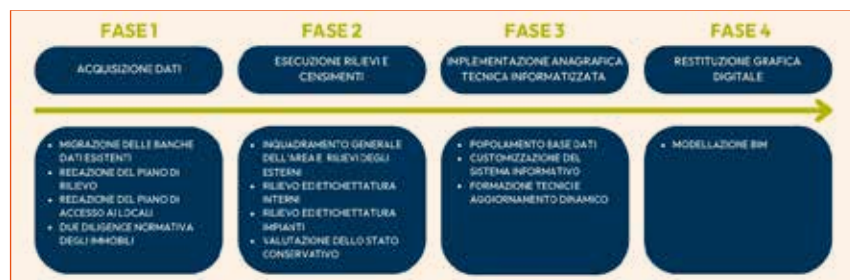 FASE 1
FASE 2
FASE 3
FASE 4
ACQUISIZIONE DATI
ESECUZIONE RILIEVI E
CENSIMENTI
IMPLEMENTAZIONE ANAGRAFICA
TECNICA INFORMATIZZATA
RESTITUZIONE GRAFICA
DIGITALE
• MIGRAZIONE DELLE BANCHE
DATI ESISTENTI
• REDAZIONE DEL PIANO DI
RILIEVO
• REDAZIONE DEL PIANO DI
ACCESSO AI LOCALI
• DUE DILIGENCE NORMATIVA
DEGLI IMMOBILI
• INQUADRAMENTO GENERALE
DELL'AREA E RILIEVI DEGLI
ESTERNI
• RILIEVO ED ETICHETTATURA
INTERNI
• RILIEVO ED ETICHETTATURA
IMPIANTI
• VALUTAZIONE DELLO STATO
CONSERVATIVO
• POPOLAMENTO BASE DATI
• CUSTOMIZZAZIONE DEL
SISTEMA INFORMATIVO
• FORMAZIONE TECNICI E
AGGIORNAMENTO DINAMICO
• MODELLAZIONE BIM